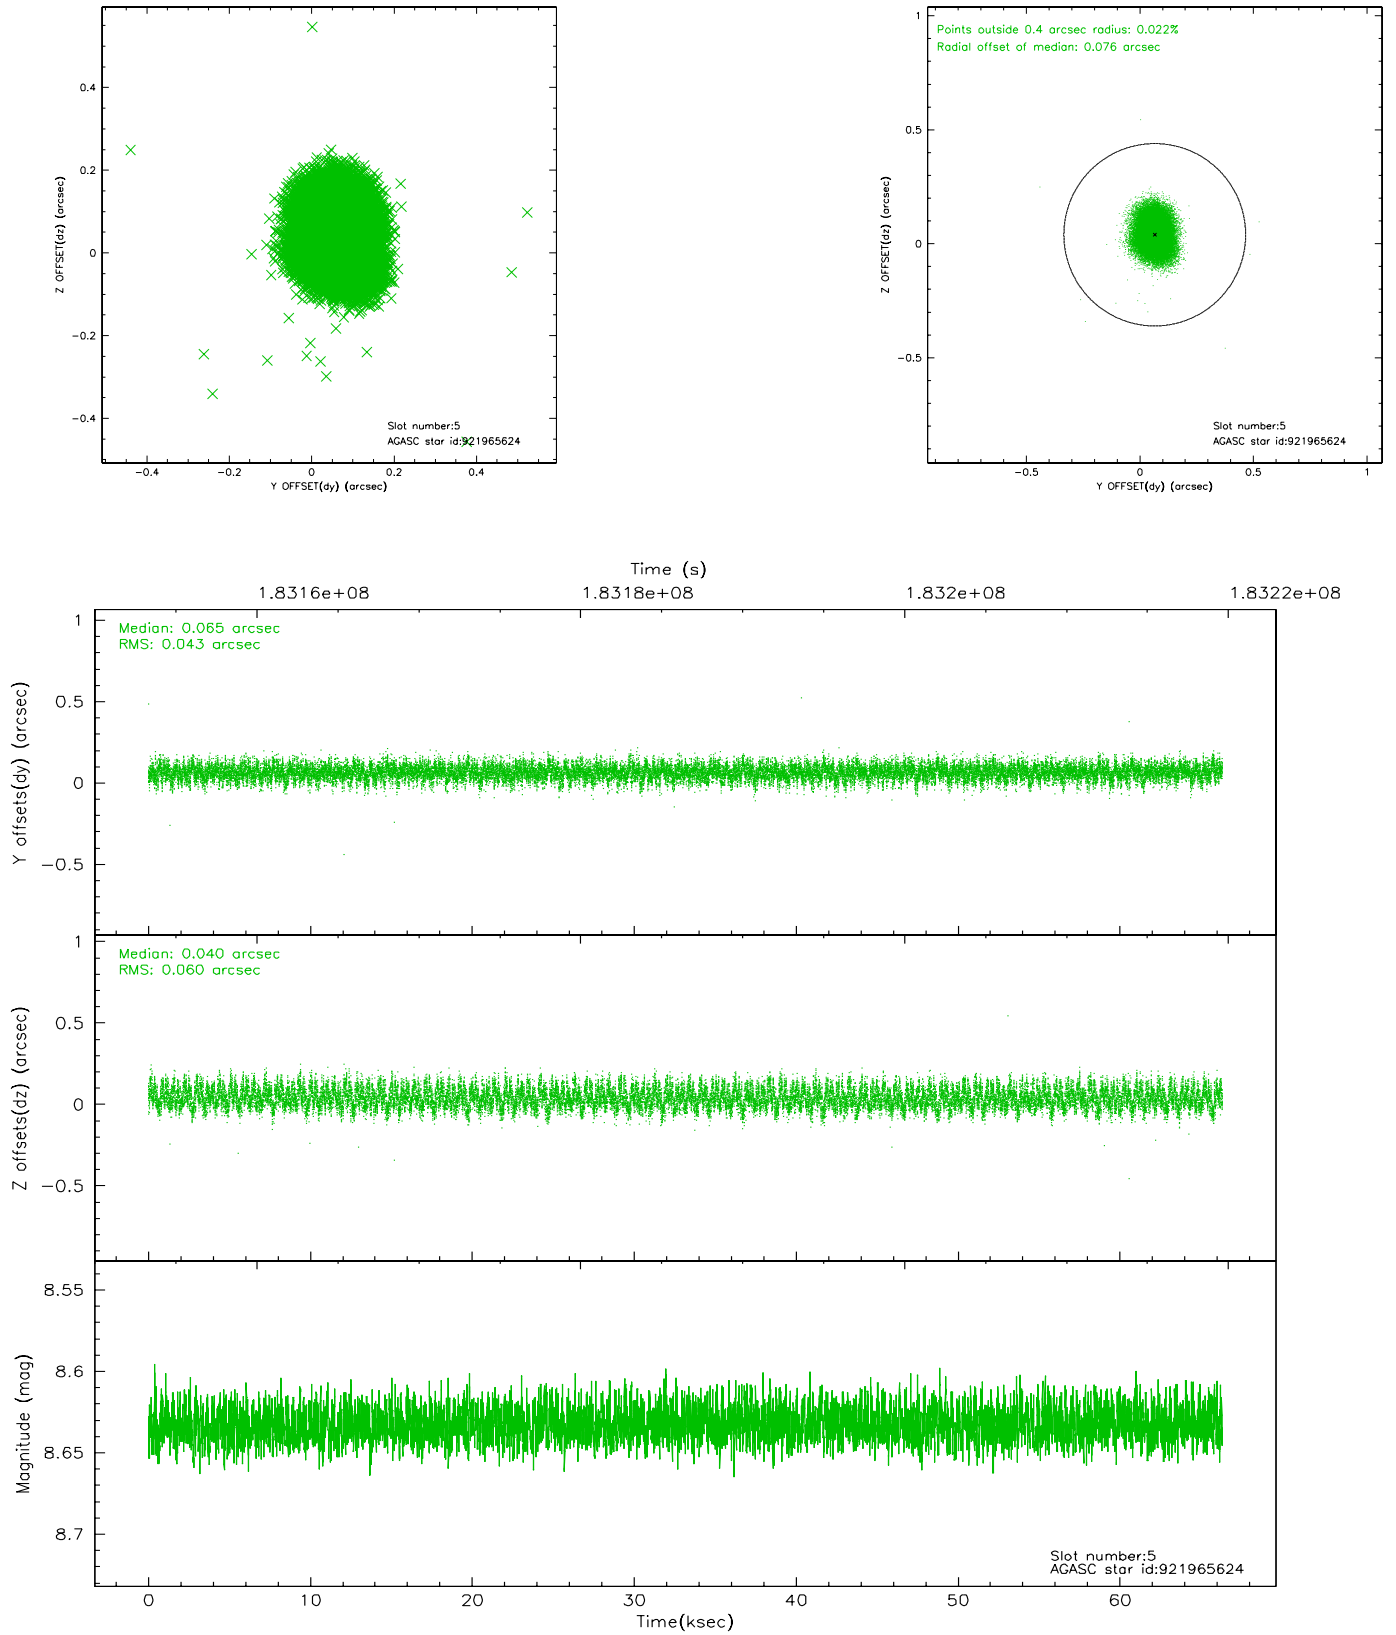 0.4
0.2
0
−0.2
−0.4
Z OFFSET(dz) (arcsec)
Slot number:5
AGASC star id:921965624
−0.4 −0.2 0 0.2 0.4
Y OFFSET(dy) (arcsec)
Points outside 0.4 arcsec radius: 0.022%
Radial offset of median: 0.076 arcsec
1
0.5
0
−0.5
Z OFFSET(dz) (arcsec)
Slot number:5
AGASC star id:921965624
−0.5 0 0.5 1
Y OFFSET(dy) (arcsec)
Time (s)
1.8316e+08 1.8318e+08 1.832e+08 1.8322e+08
Median: 0.065 arcsec
RMS: 0.043 arcsec
1
0.5
0
−0.5
Y offsets(dy) (arcsec)
Median: 0.040 arcsec
RMS: 0.060 arcsec
1
0.5
0
−0.5
Z offsets(dz) (arcsec)
8.55
8.6
8.65
8.7
Magnitude (mag)
Slot number:5
AGASC star id:921965624
0 10 20 30 40 50 60
Time(ksec)